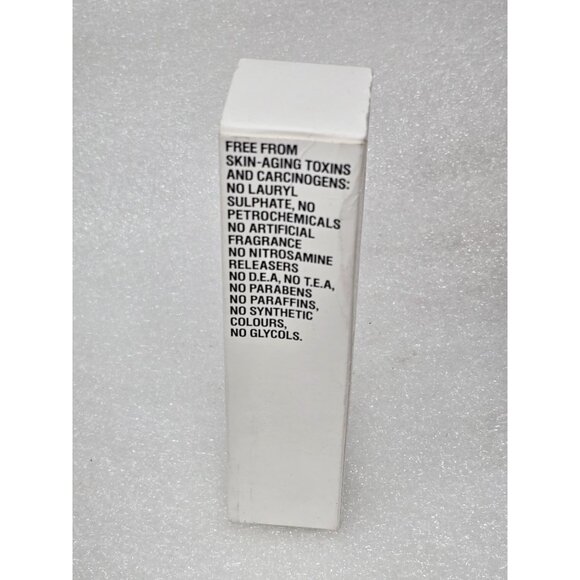 FREE FROM
SKIN-AGING TOXINS
AND CARCINOGENS:
NO LAURYL
SULPHATE, NO
PETROCHEMICALS
NO ARTIFICIAL
FRAGRANCE
NO NITROSAMINE
RELEASERS
NO D.E.A, NO T.E.A,
NO PARABENS
NO PARAFFINS,
NO SYNTHETIC
COLOURS,
NO GLYCOLS.